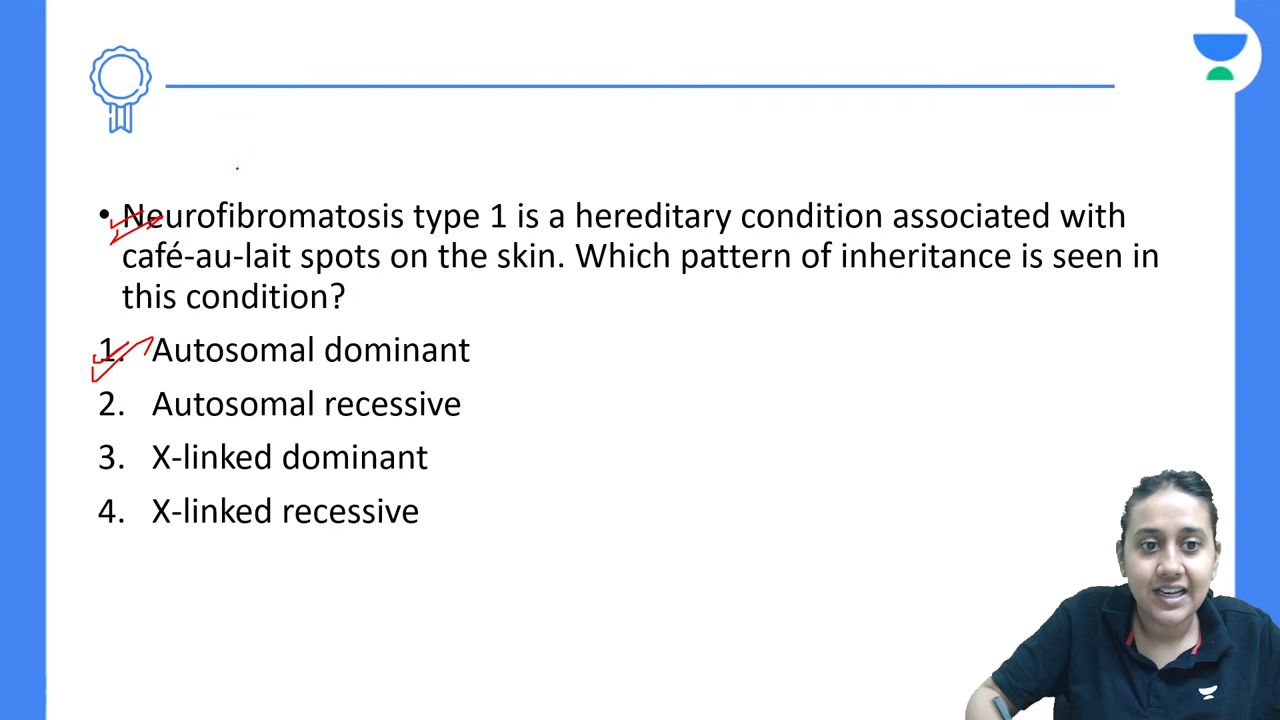 • Neurofibromatosis type 1 is a hereditary condition associated with
café-au-lait spots on the skin. Which pattern of inheritance is seen in
this condition?
1. Autosomal dominant
2. Autosomal recessive
3. X-linked dominant
4. X-linked recessive